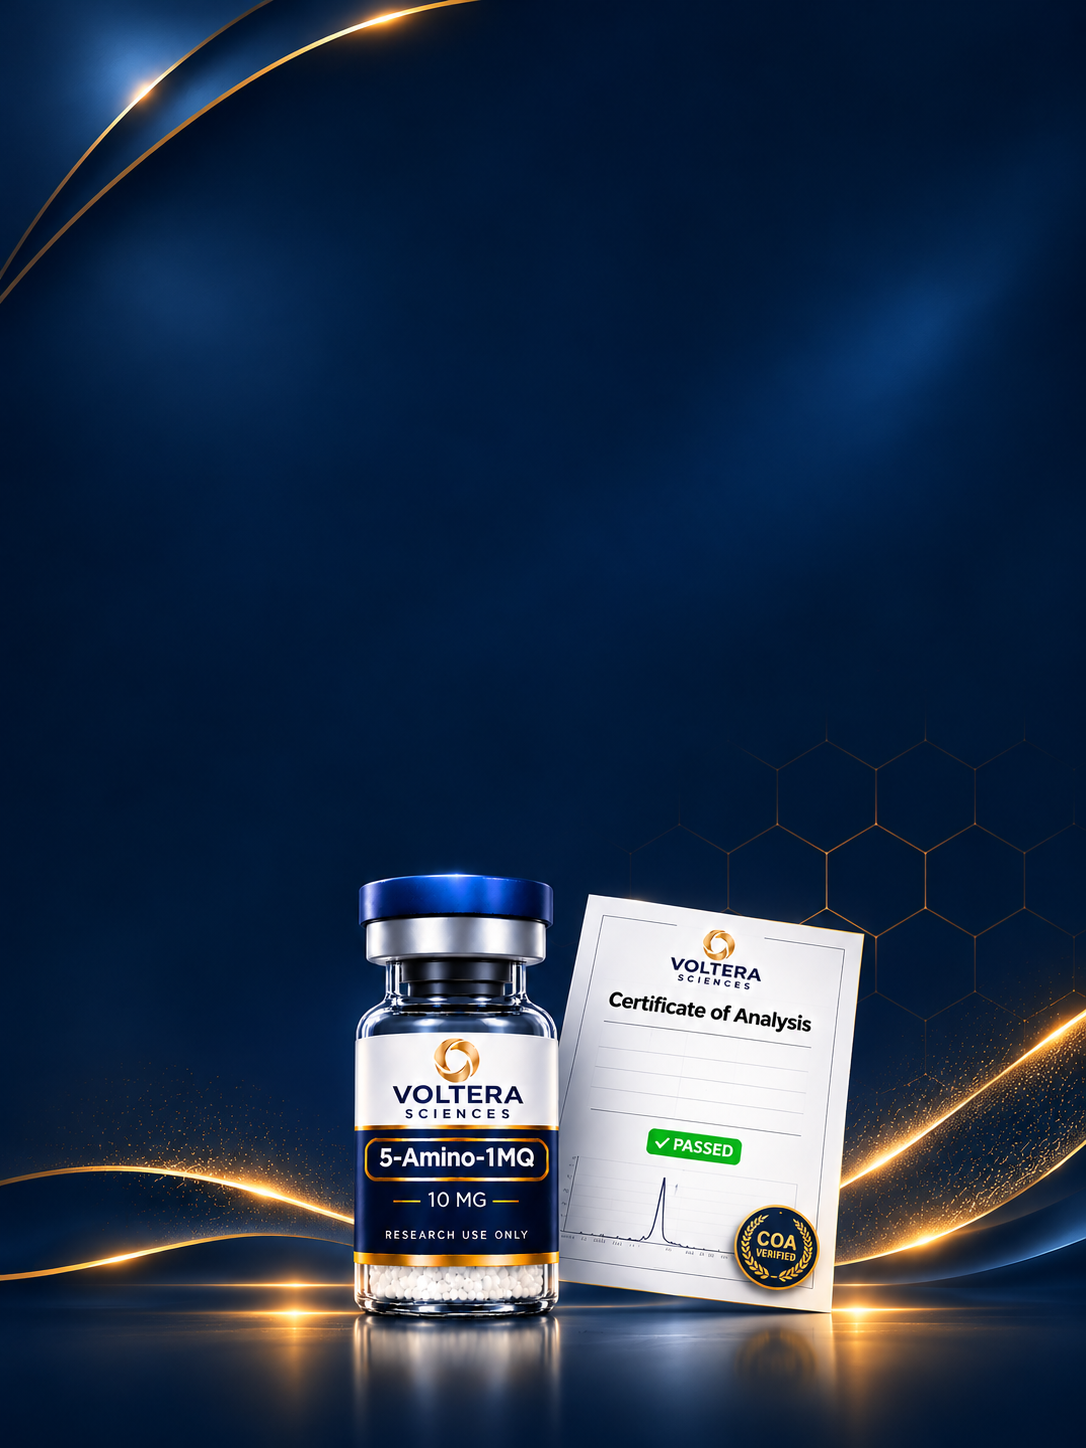 VOLTERA
SCIENCES
5-Amino-1MQ
10 MG
RESEARCH USE ONLY
VOLTERA
SCIENCES
Certificate of Analysis
✓ PASSED
COA
VERIFIED